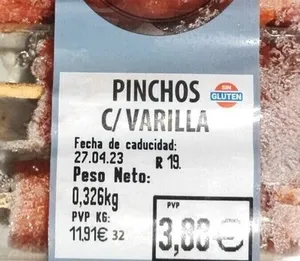 PINCHOS
C/VARILLA
SIN
GLUTEN
Fecha de caducidad:
27.04.23 R 19.
Peso Neto:
0,326kg
PVP KG:
11.91€ 32
PVP
3,88€